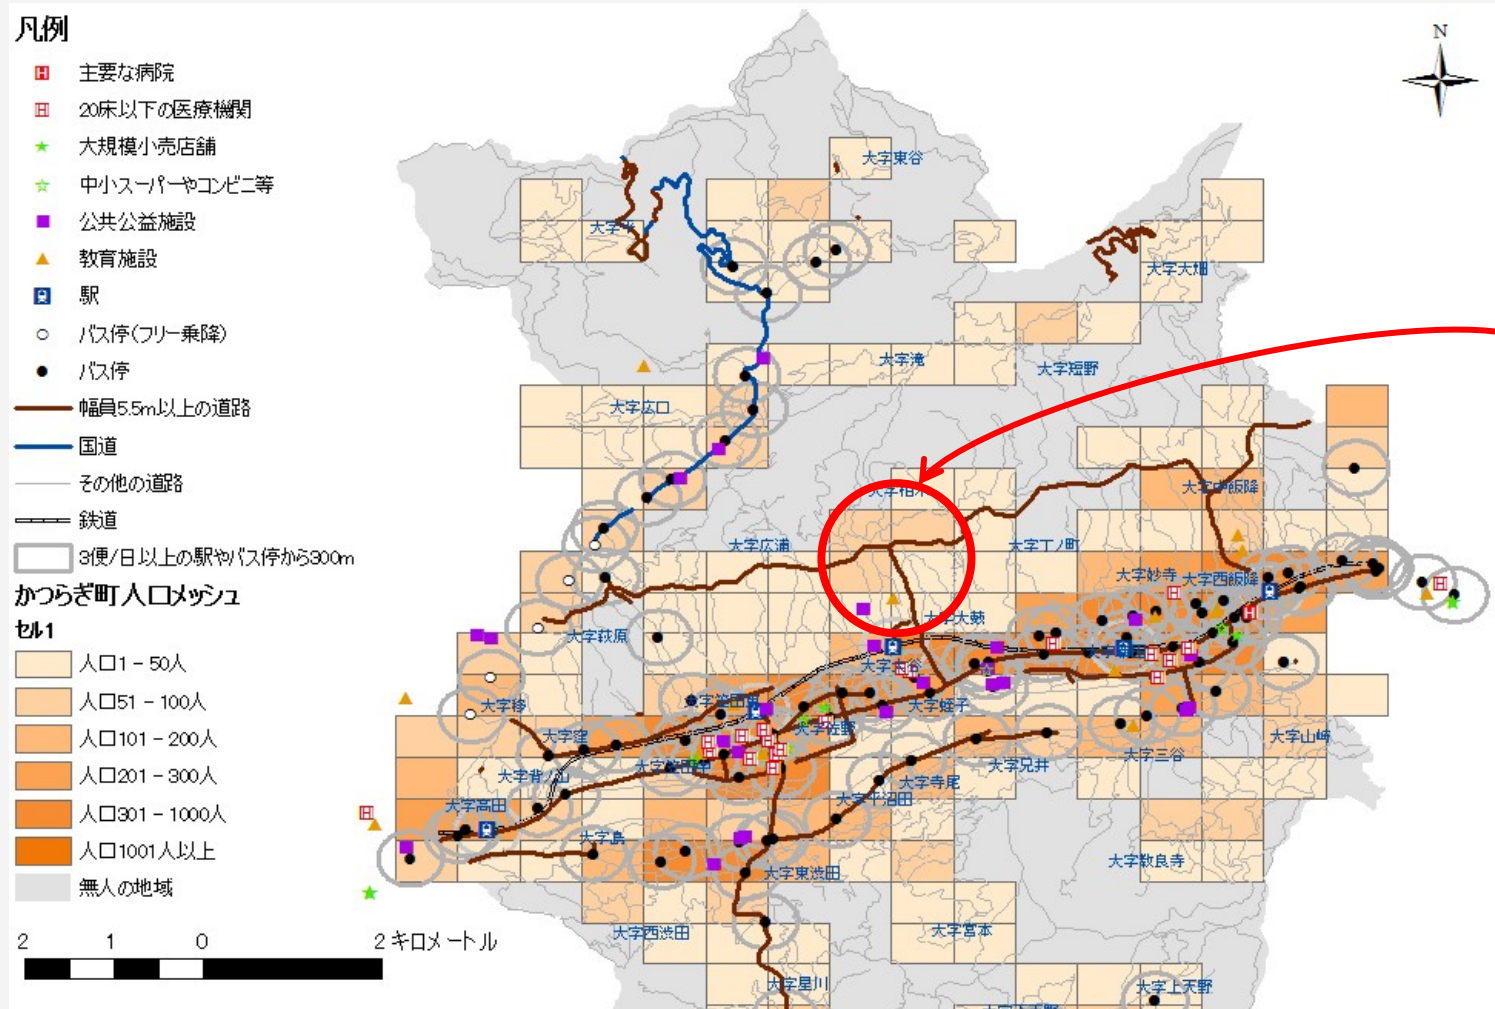 凡例
主要な病院
20床以下の医療機関
大規模小売店舗
中小スーパーやコンビニ等
公共公益施設
教育施設
駅
バス停(フリー乗降)
バス停
幅員5.5m以上の道路
国道
その他の道路
鉄道
3便/日以上の駅やバス停から300m
かつらぎ町人口メッシュ
セル1
人口1-50人
人口51-100人
人口101-200人
人口201-300人
人口301-1000人
人口1001人以上
無人の地域
2 1 0 2 キロメートル
N
大字東谷
大字大畑
大字滝
大字短野
大字広口
大字中飯降
大字広浦
大字丁ノ町
大字妙寺
大字西飯降
大字萩原
大字大藪
大字移
大字蛭子
大字佐野
大字窪
大字三谷
大字山崎
大字背ノ山
大字寺尾
大字兄井
大字平沼田
大字高田
大字島
大字東渋田
大字教良寺
大字西渋田
大字宮本
大字星川
大字上天野